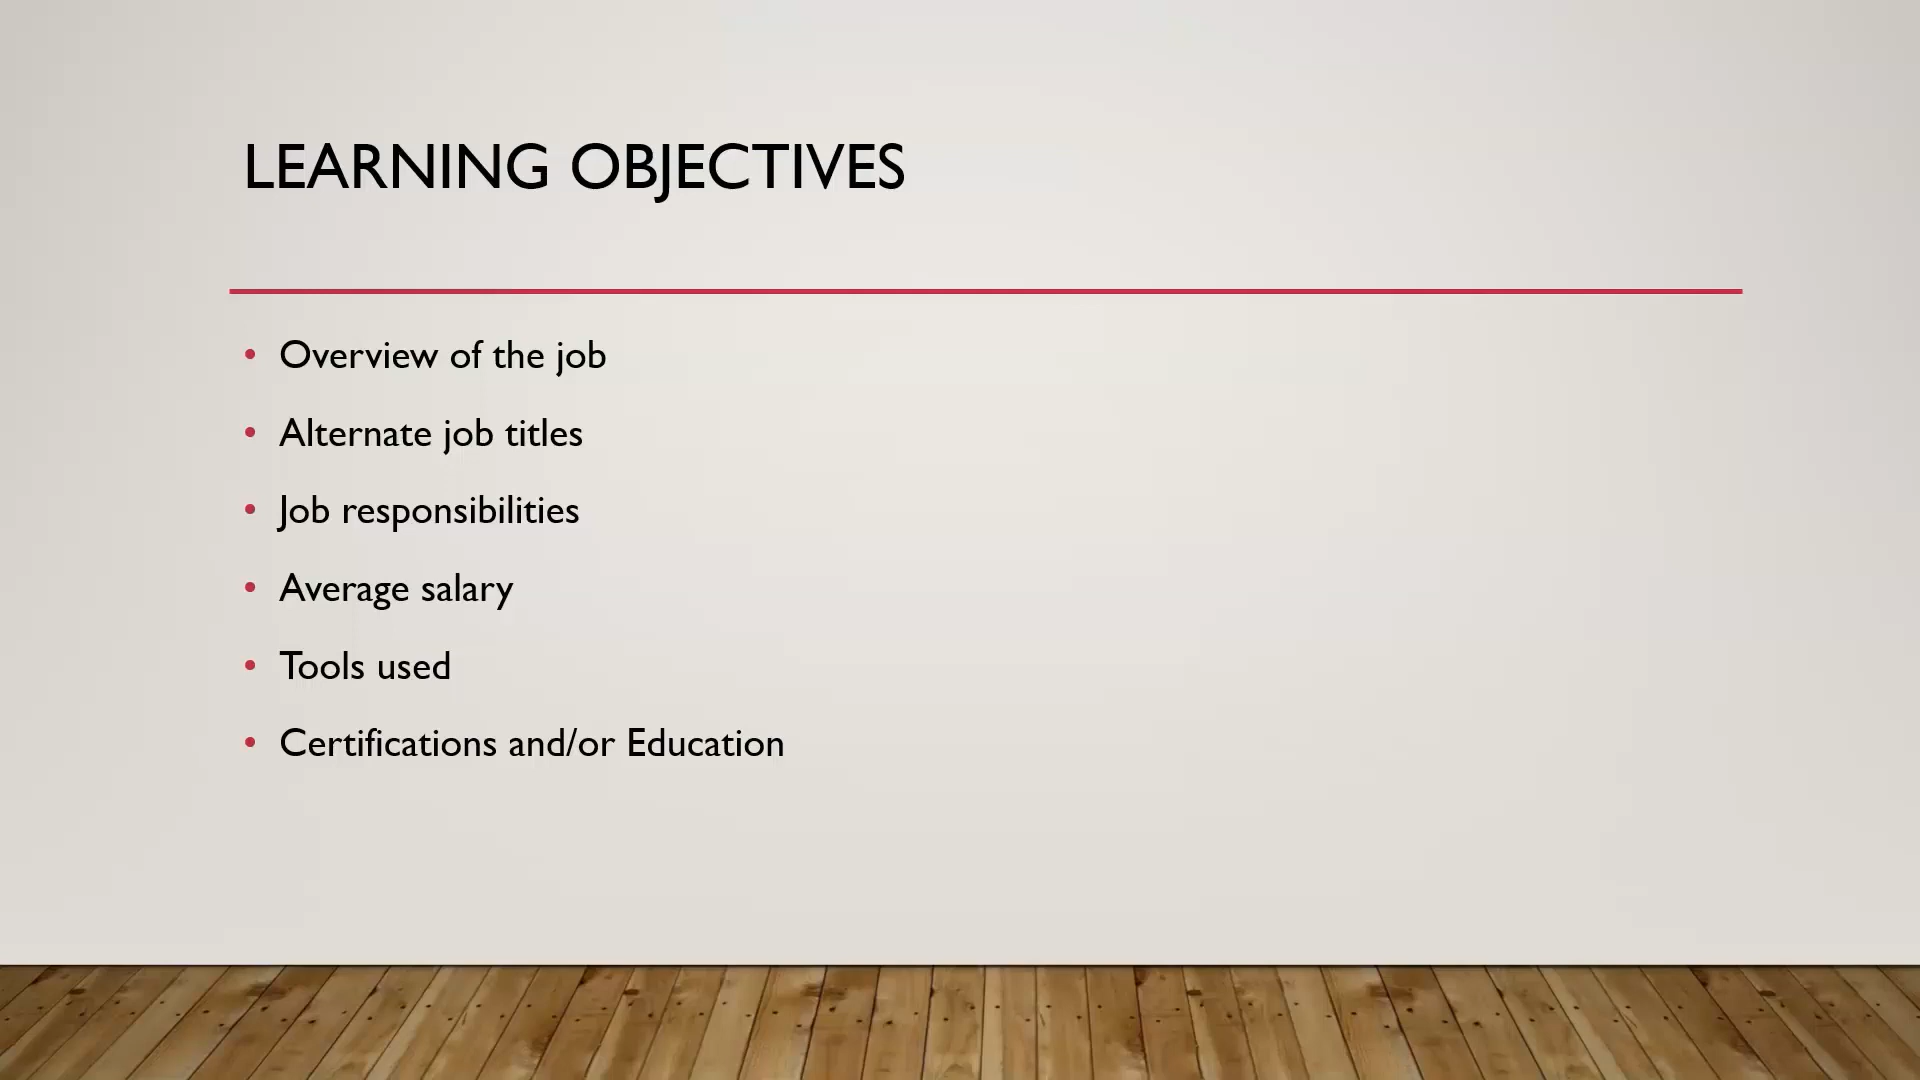 LEARNING OBJECTIVES
• Overview of the job
• Alternate job titles
• Job responsibilities
• Average salary
• Tools used
• Certifications and/or Education